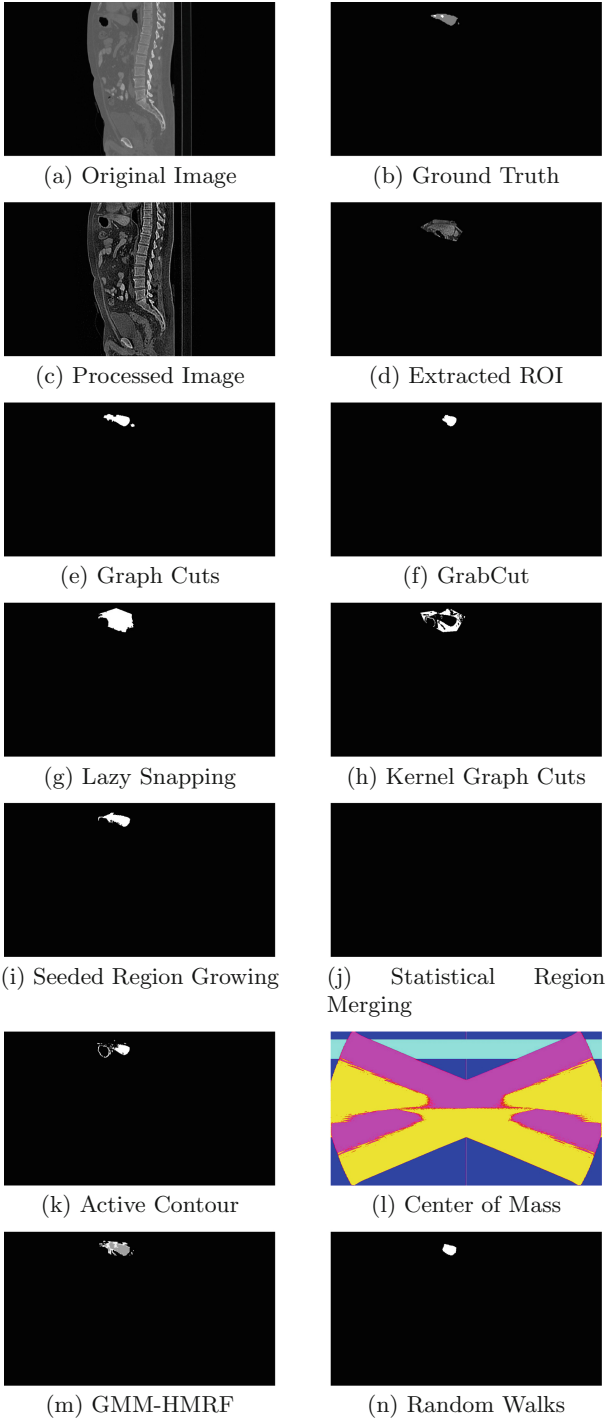 (a) Original Image
(b) Ground Truth
(c) Processed Image
(d) Extracted ROI
(e) Graph Cuts
(f) GrabCut
(g) Lazy Snapping
(h) Kernel Graph Cuts
(i) Seeded Region Growing
(j) Statistical Region
Merging
(k) Active Contour
(l) Center of Mass
(m) GMM-HMRF
(n) Random Walks